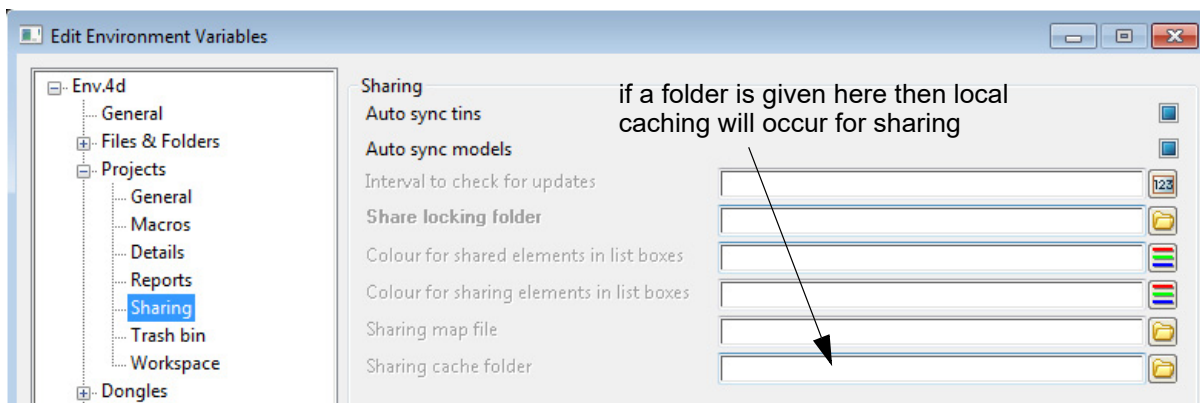 Edit Environment Variables
Env.4d
General
Files & Folders
Projects
General
Macros
Details
Reports
Sharing
Trash bin
Workspace
Dongles
Sharing
if a folder is given here then local
caching will occur for sharing
Auto sync tins
Auto sync models
Interval to check for updates
123
Share locking folder
Colour for shared elements in list boxes
Colour for sharing elements in list boxes
Sharing map file
Sharing cache folder